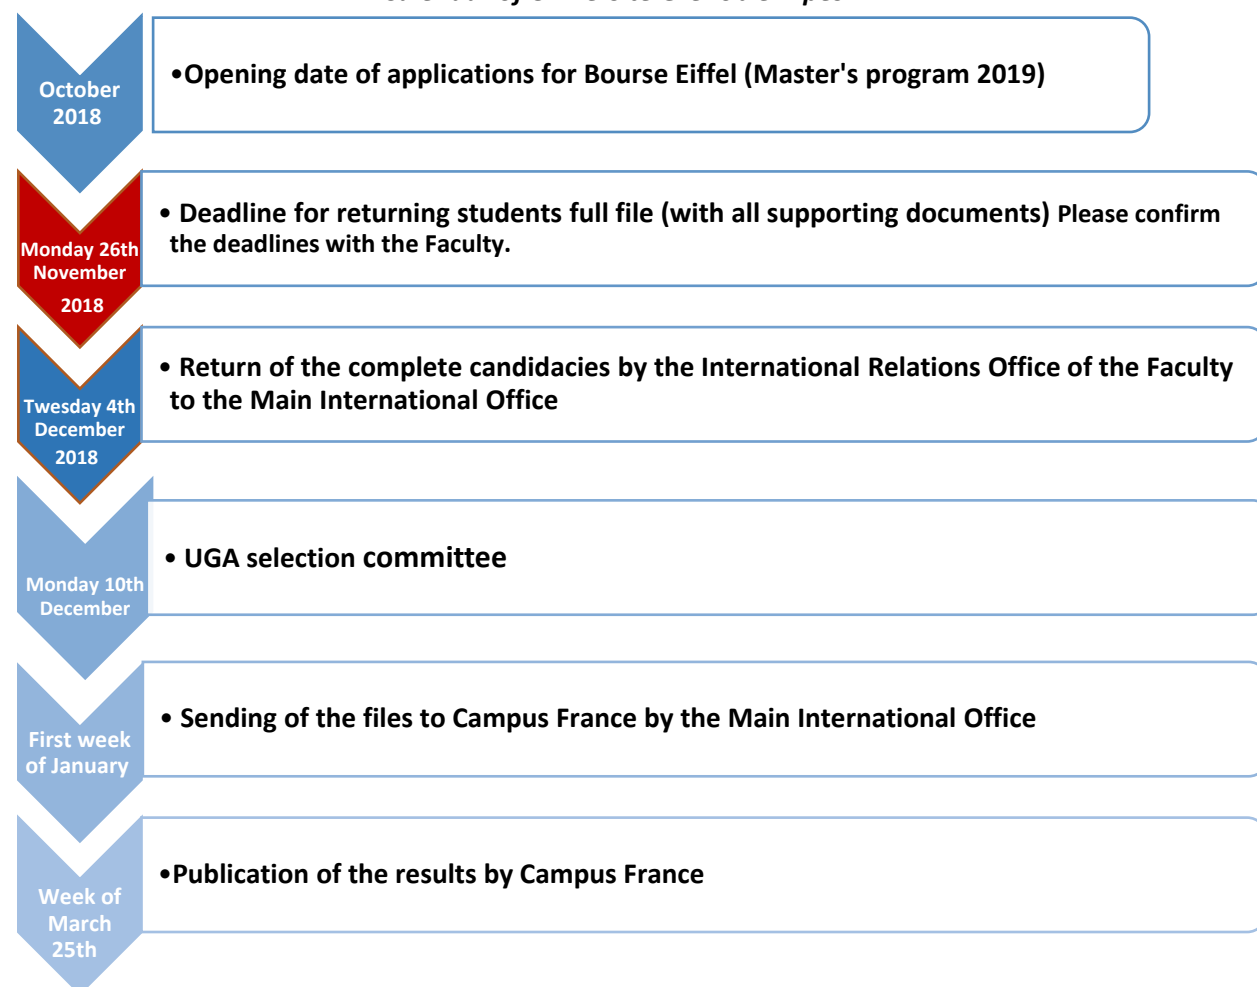 October
2018
•Opening date of applications for Bourse Eiffel (Master's program 2019)
Monday 26th
November
2018
• Deadline for returning students full file (with all supporting documents) Please confirm
the deadlines with the Faculty.
Twesday 4th
December
2018
• Return of the complete candidacies by the International Relations Office of the Faculty
to the Main International Office
Monday 10th
December
• UGA selection committee
First week
of January
• Sending of the files to Campus France by the Main International Office
Week of
March
25th
•Publication of the results by Campus France